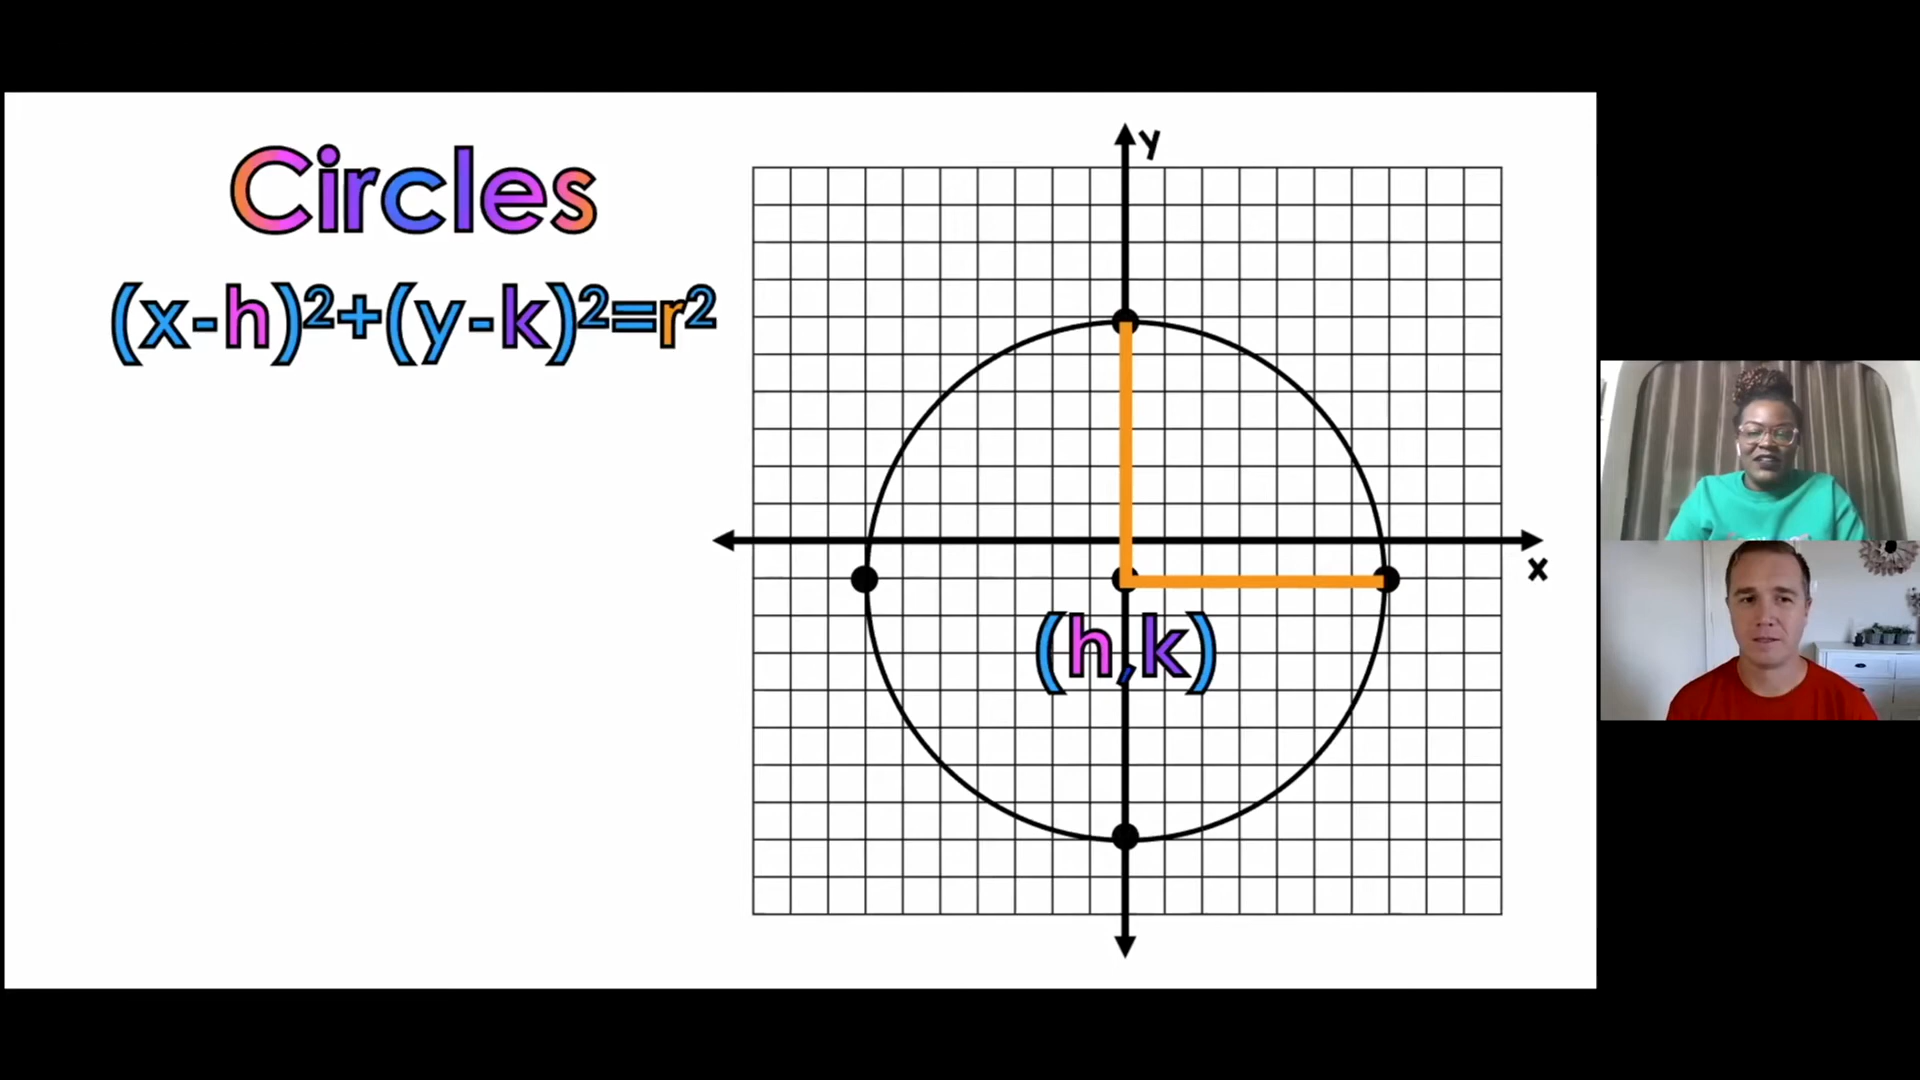 Circles
(x-h)²+(y-k)²=r²
y
x
(h,k)